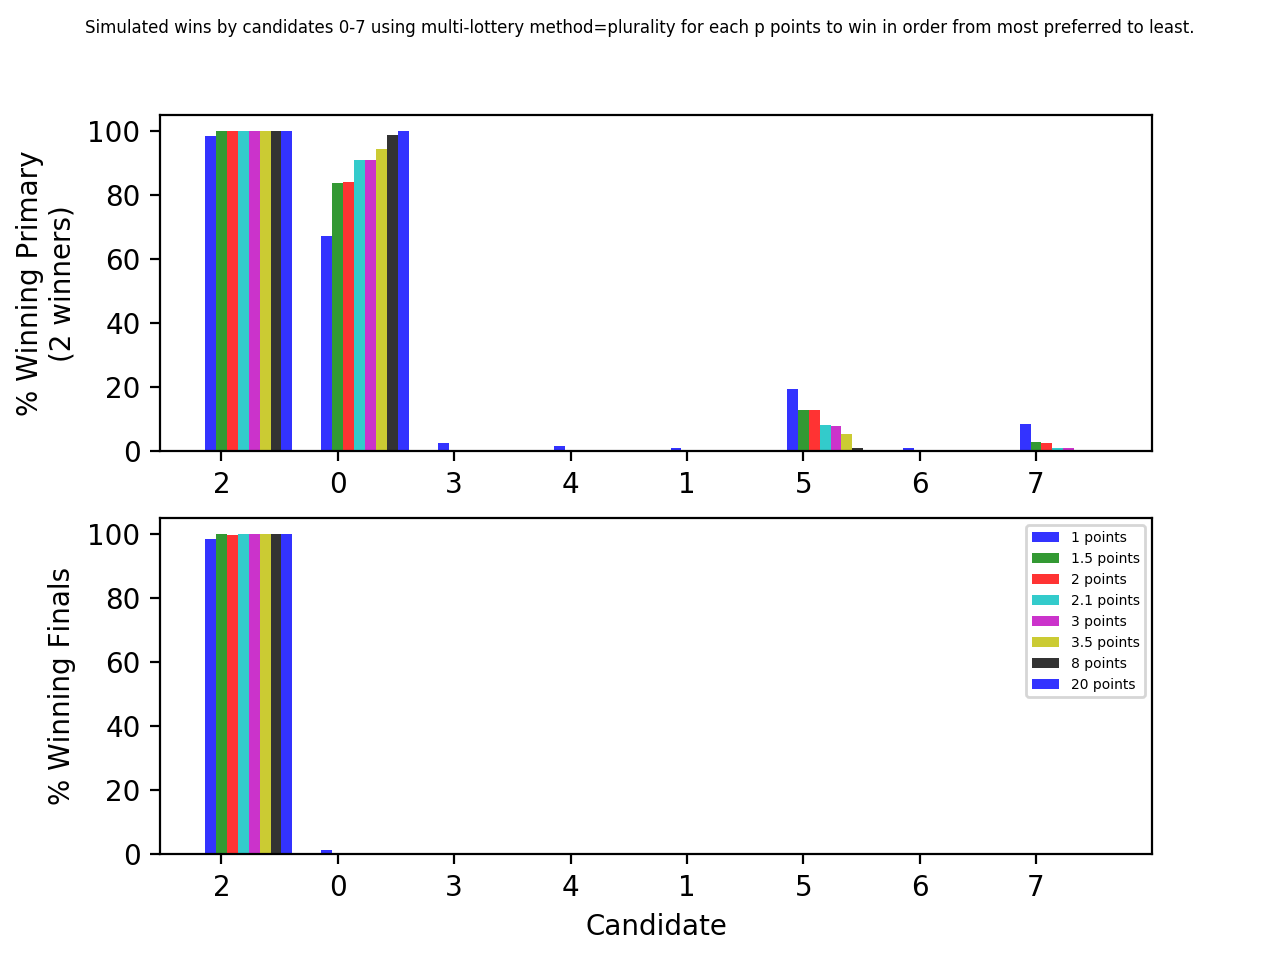 Simulated wins by candidates 0-7 using multi-lottery method=plurality for each p points to win in order from most preferred to least.
% Winning Primary
(2 winners)
100
80
60
40
20
0
2 0 3 4 1 5 6 7
% Winning Finals
100
80
60
40
20
0
1 points
1.5 points
2 points
2.1 points
3 points
3.5 points
8 points
20 points
2 0 3 4 1 5 6 7
Candidate